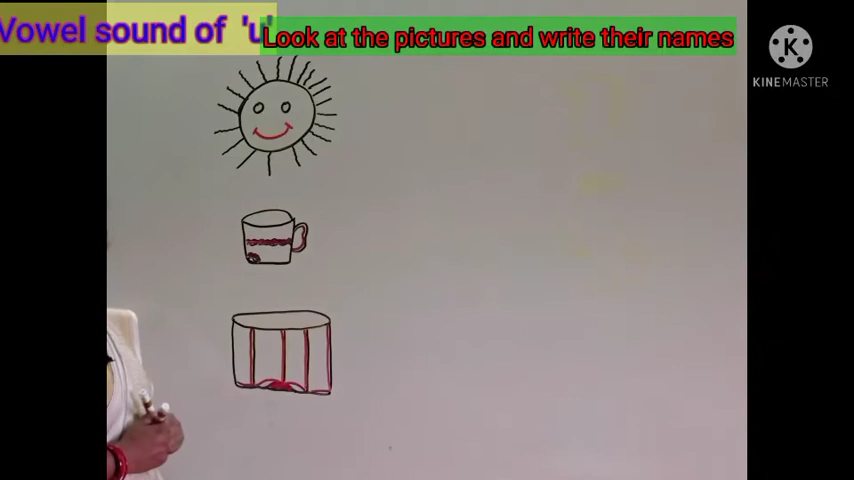 Vowel sound of 'u'
Look at the pictures and write their names
KINEMASTER